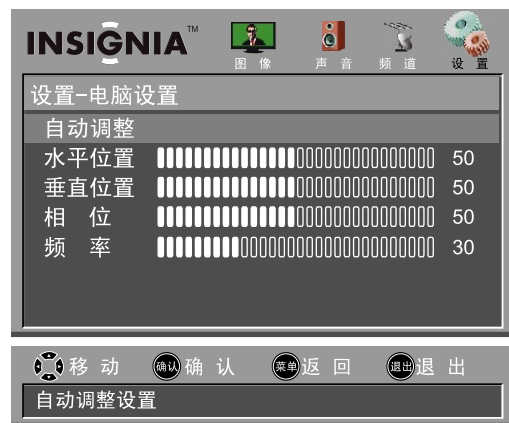 INSIGNIA™
图 像 声 音 频 道 设 置
设置-电脑设置
自动调整
水平位置 50
垂直位置 50
相 位 50
频 率 30
移 动 确认 确 认 菜单 返 回 退出 退 出
自动调整设置